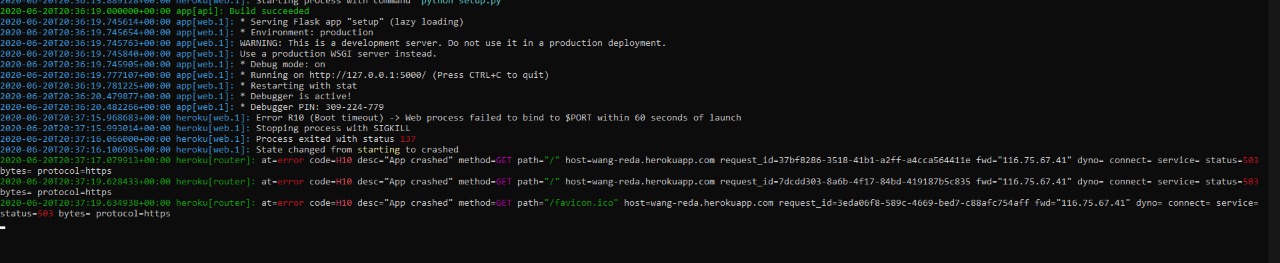 2020-06-20T20:36:15.889128+00:00 heroku[web.1]: Starting process with command `python setup.py`
2020-06-20T20:36:19.000000+00:00 app[api]: Build succeeded
2020-06-20T20:36:19.745614+00:00 app[web.1]: * Serving Flask app "setup" (lazy loading)
2020-06-20T20:36:19.745654+00:00 app[web.1]: * Environment: production
2020-06-20T20:36:19.745763+00:00 app[web.1]: WARNING: This is a development server. Do not use it in a production deployment.
2020-06-20T20:36:19.745840+00:00 app[web.1]: Use a production WSGI server instead.
2020-06-20T20:36:19.745905+00:00 app[web.1]: * Debug mode: on
2020-06-20T20:36:19.777107+00:00 app[web.1]: * Running on http://127.0.0.1:5000/ (Press CTRL+C to quit)
2020-06-20T20:36:19.781225+00:00 app[web.1]: * Restarting with stat
2020-06-20T20:36:20.479877+00:00 app[web.1]: * Debugger is active!
2020-06-20T20:36:20.482266+00:00 app[web.1]: * Debugger PIN: 309-224-779
2020-06-20T20:37:15.968683+00:00 heroku[web.1]: Error R10 (Boot timeout) -> Web process failed to bind to $PORT within 60 seconds of launch
2020-06-20T20:37:15.993014+00:00 heroku[web.1]: Stopping process with SIGKILL
2020-06-20T20:37:16.066000+00:00 heroku[web.1]: Process exited with status 137
2020-06-20T20:37:16.106985+00:00 heroku[web.1]: State changed from starting to crashed
2020-06-20T20:37:17.079913+00:00 heroku[router]: at=error code=H10 desc="App crashed" method=GET path="/" host=wang-reda.herokuapp.com request_id=37bf8286-3518-41b1-a2ff-a4cca564411e fwd="116.75.67.41" dyno= connect= service= status=503
bytes= protocol=https
2020-06-20T20:37:19.628433+00:00 heroku[router]: at=error code=H10 desc="App crashed" method=GET path="/" host=wang-reda.herokuapp.com request_id=7dcdd303-8a6b-4f17-84bd-419187b5c835 fwd="116.75.67.41" dyno= connect= service= status=503
bytes= protocol=https
2020-06-20T20:37:19.634938+00:00 heroku[router]: at=error code=H10 desc="App crashed" method=GET path="/favicon.ico" host=wang-reda.herokuapp.com request_id=3eda06f8-589c-4669-bed7-c88afc754aff fwd="116.75.67.41" dyno= connect= service=
status=503 bytes= protocol=https